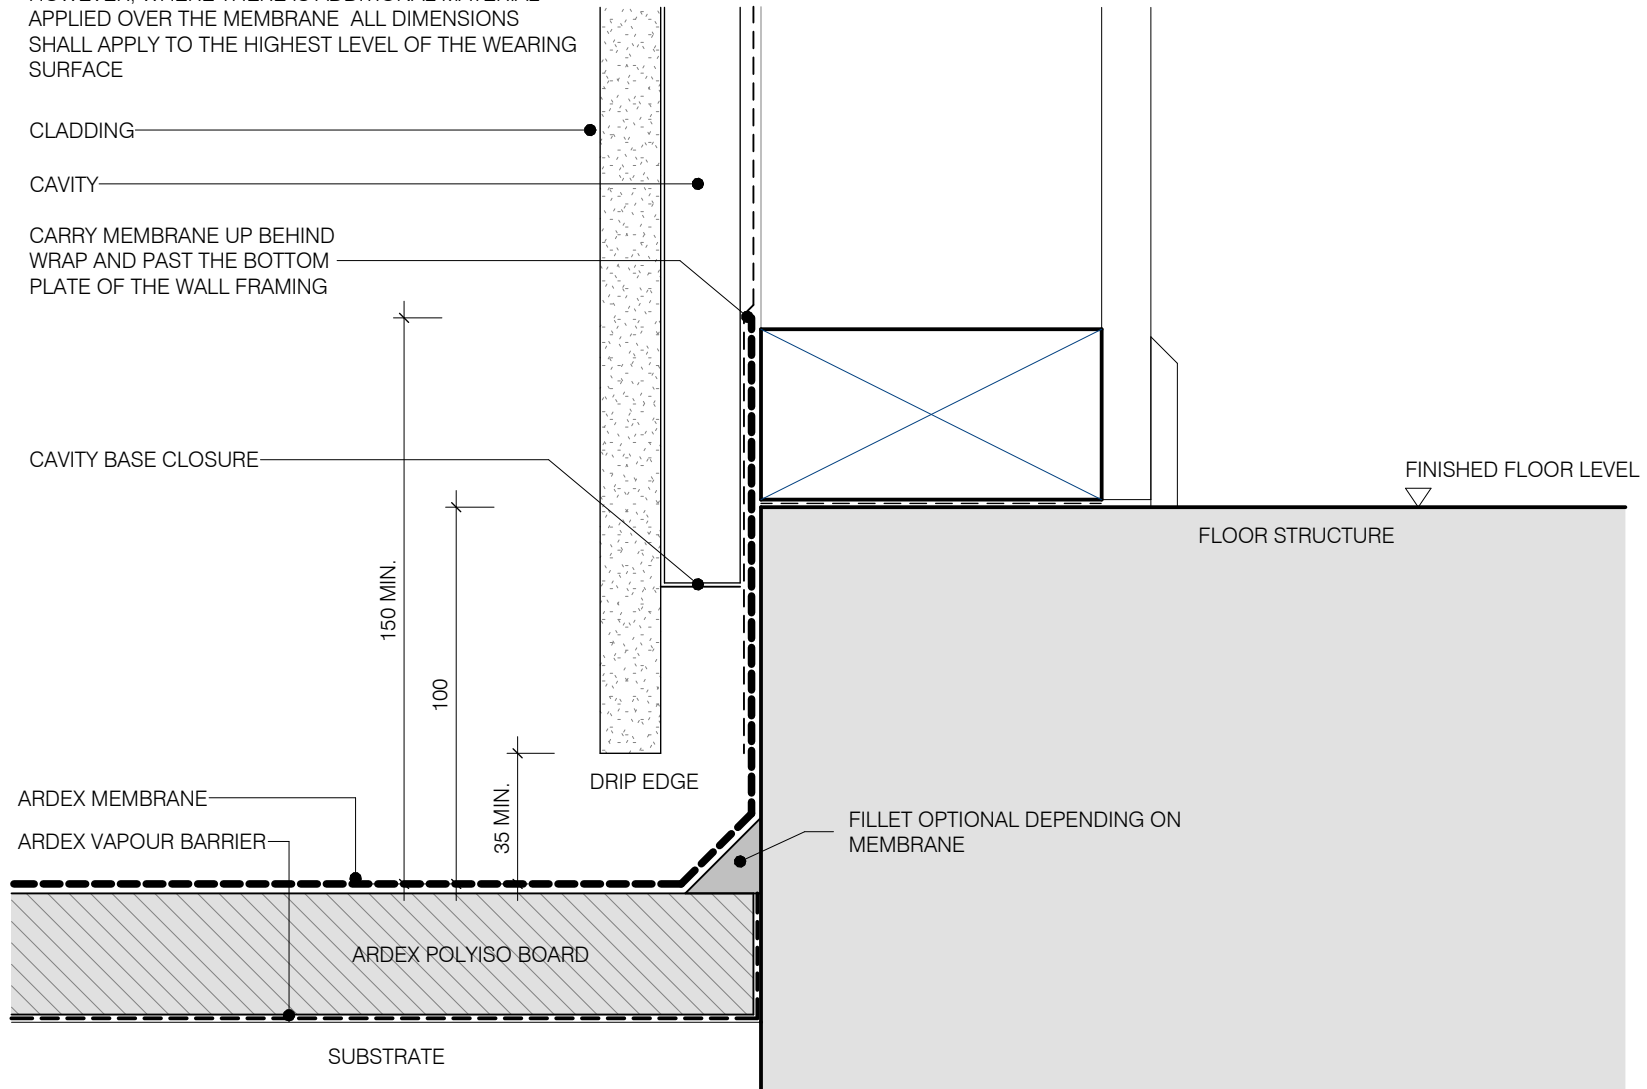 APPLIED OVER THE MEMBRANE  ALL DIMENSIONS
SHALL APPLY TO THE HIGHEST LEVEL OF THE WEARING
SURFACE
CLADDING
CAVITY
CARRY MEMBRANE UP BEHIND
WRAP AND PAST THE BOTTOM
PLATE OF THE WALL FRAMING
CAVITY BASE CLOSURE
FINISHED FLOOR LEVEL
FLOOR STRUCTURE
150 MIN.
100
35 MIN.
DRIP EDGE
ARDEX MEMBRANE
ARDEX VAPOUR BARRIER
FILLET OPTIONAL DEPENDING ON
MEMBRANE
ARDEX POLYISO BOARD
SUBSTRATE